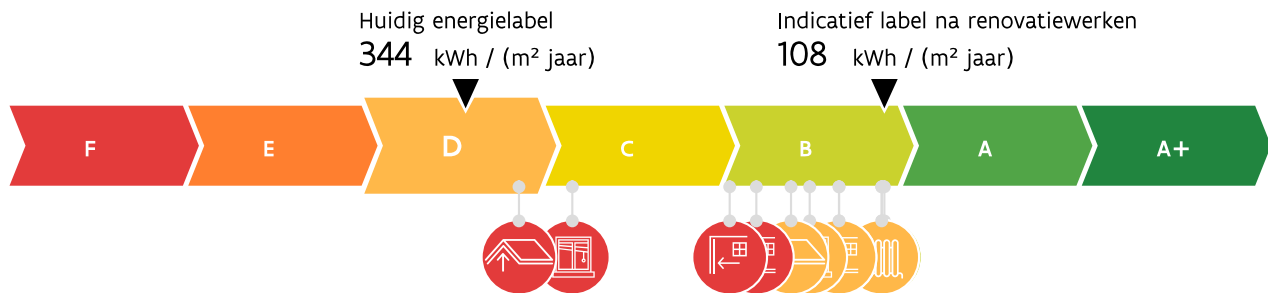 Huidig energielabel
344 kWh / (m² jaar)
Indicatief label na renovatiewerken
108 kWh / (m² jaar)
F E D C B A A+